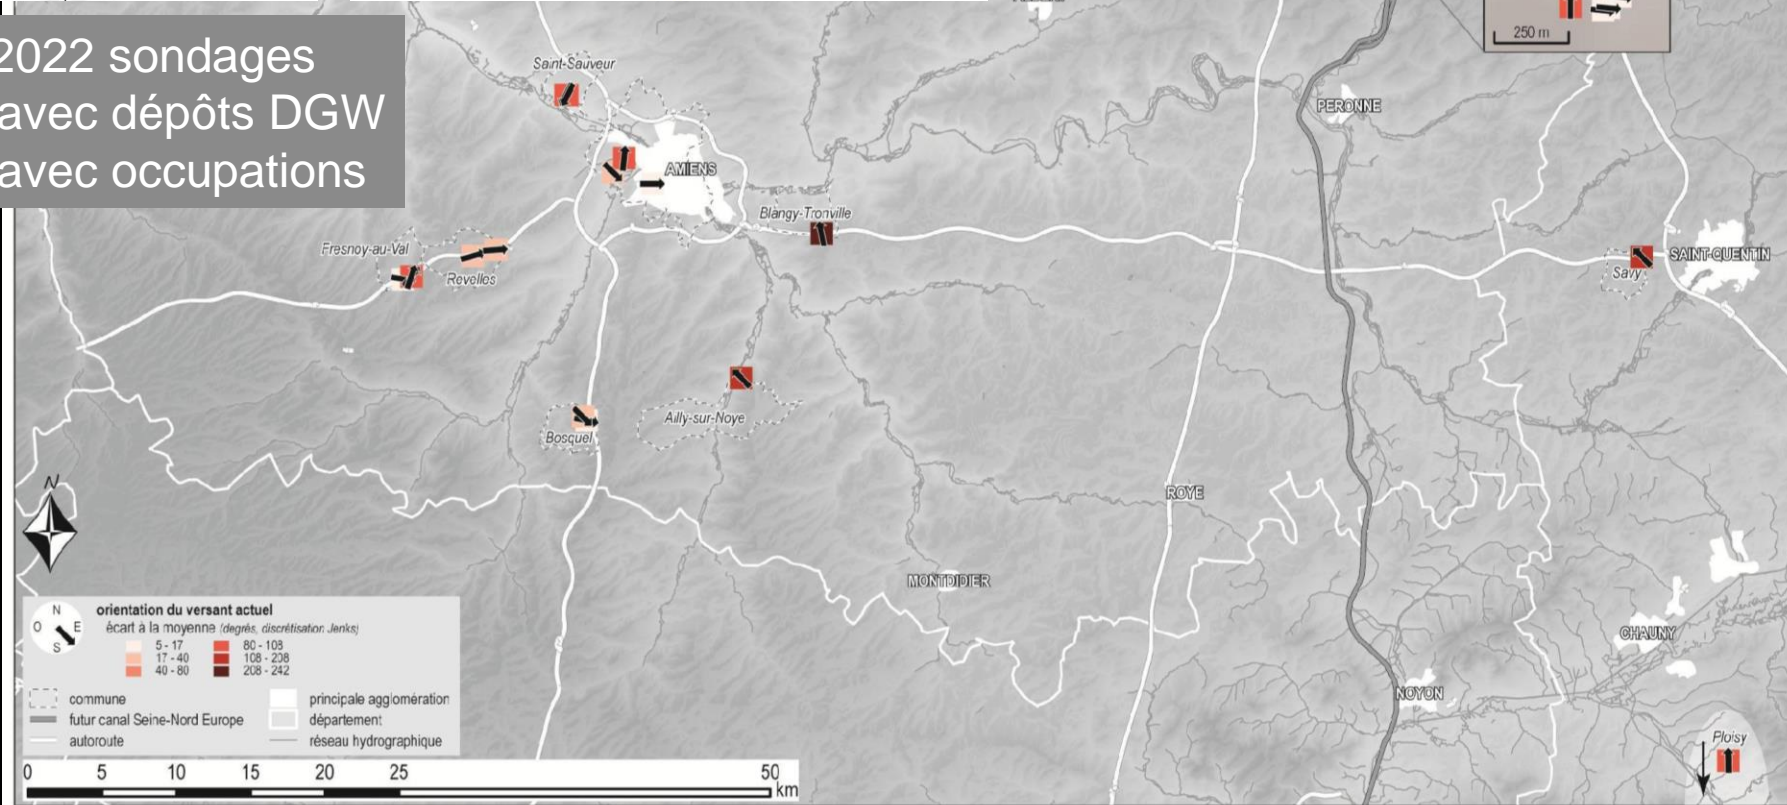 2022 sondages
avec dépôts DGW
avec occupations
250 m
Saint-Sauveur
PERONNE
AMIENS
Blangy-Tronville
Fresnoy-au-Val
Revelles
SAINT-QUENTIN
Savy
Ailly-sur-Noye
Bosquel
N
ROYE
MONTDIDIER
CHAUNY
NOYON
Ploisy
N
O E
S
orientation du versant actuel
écart à la moyenne (degrés, discrétisation Jenks)
5 - 17 80 - 108
17 - 40 108 - 208
40 - 80 208 - 242
commune principale agglomération
futur canal Seine-Nord Europe département
autoroute réseau hydrographique
0 5 10 15 20 25 50
km